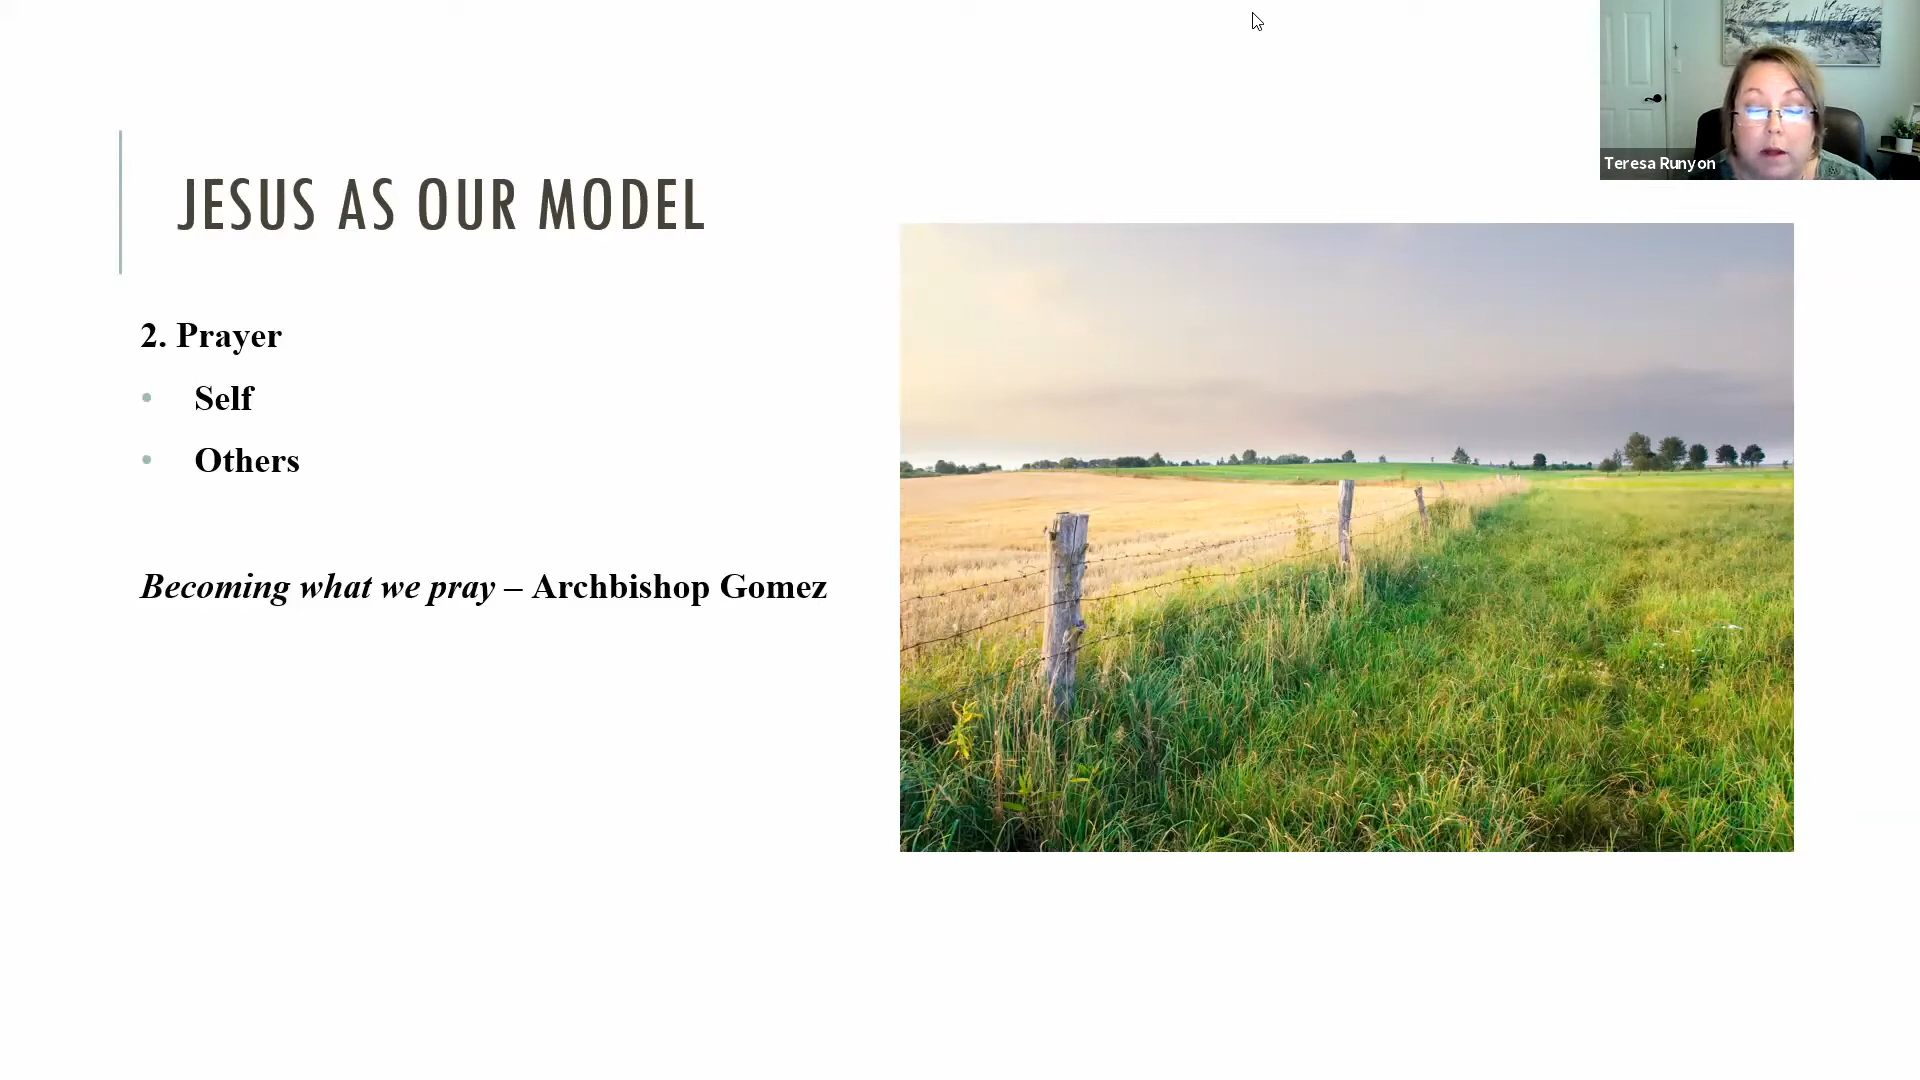 Teresa Runyon
JESUS AS OUR MODEL
2. Prayer
• Self
• Others
Becoming what we pray – Archbishop Gomez